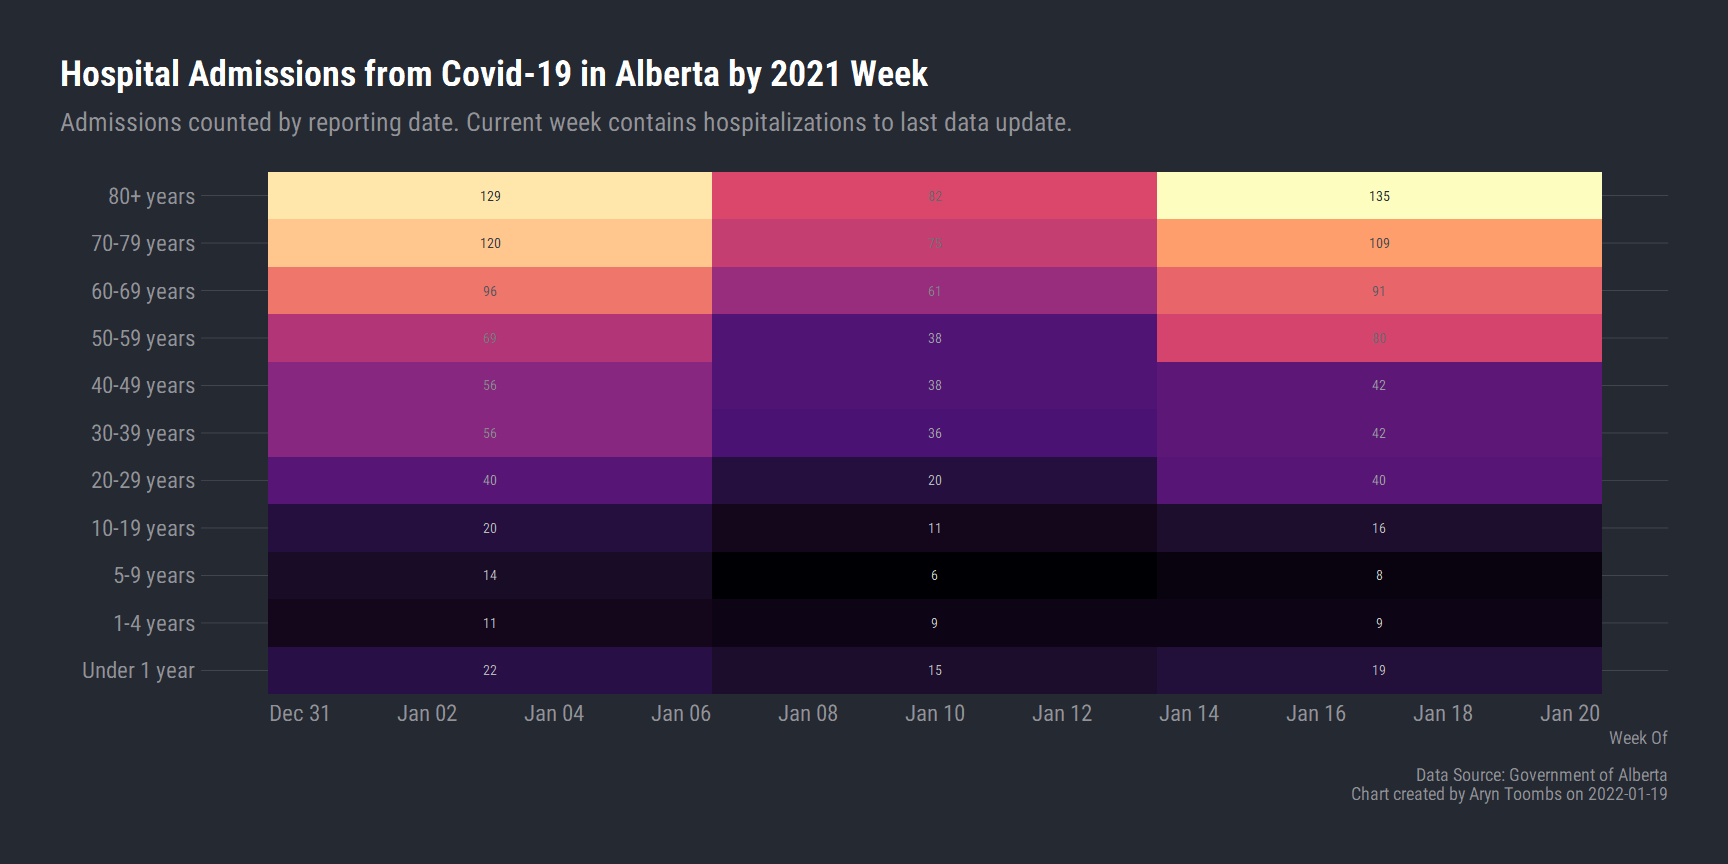 Hospital Admissions from Covid-19 in Alberta by 2021 Week
Admissions counted by reporting date. Current week contains hospitalizations to last data update.
80+ years 129 82 135
70-79 years 120 109
60-69 years 96 61 91
50-59 years 69 38 80
40-49 years 56 38 42
30-39 years 56 36 42
20-29 years 40 20 40
10-19 years 20 11 16
5-9 years 14 6 8
1-4 years 11 9 9
Under 1 year 22 15 19
Dec 31 Jan 02 Jan 04 Jan 06 Jan 08 Jan 10 Jan 12 Jan 14 Jan 16 Jan 18 Jan 20
Week Of
Data Source: Government of Alberta
Chart created by Aryn Toombs on 2022-01-19